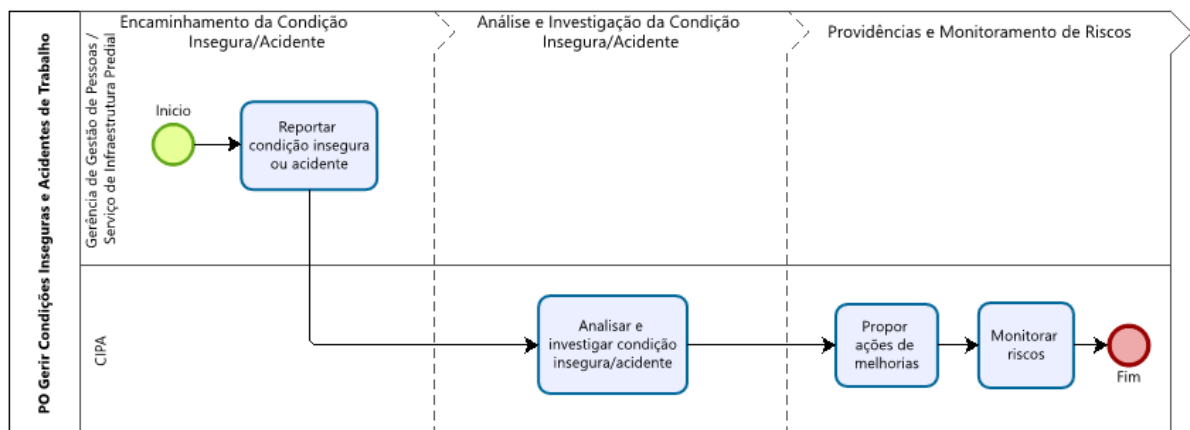 PO Gerir Condições Inseguras e Acidentes de Trabalho
Encaminhamento da Condição
Insegura/Acidente
Análise e Investigação da Condição
Insegura/Acidente
Providências e Monitoramento de Riscos
Gerência de Gestão de Pessoas /
Serviço de Infraestrutura Predial
Inicio
Reportar
condição insegura
ou acidente
CIPA
Analisar e
investigar condição
insegura/acidente
Propor
ações de
melhorias
Monitorar
riscos
Fim